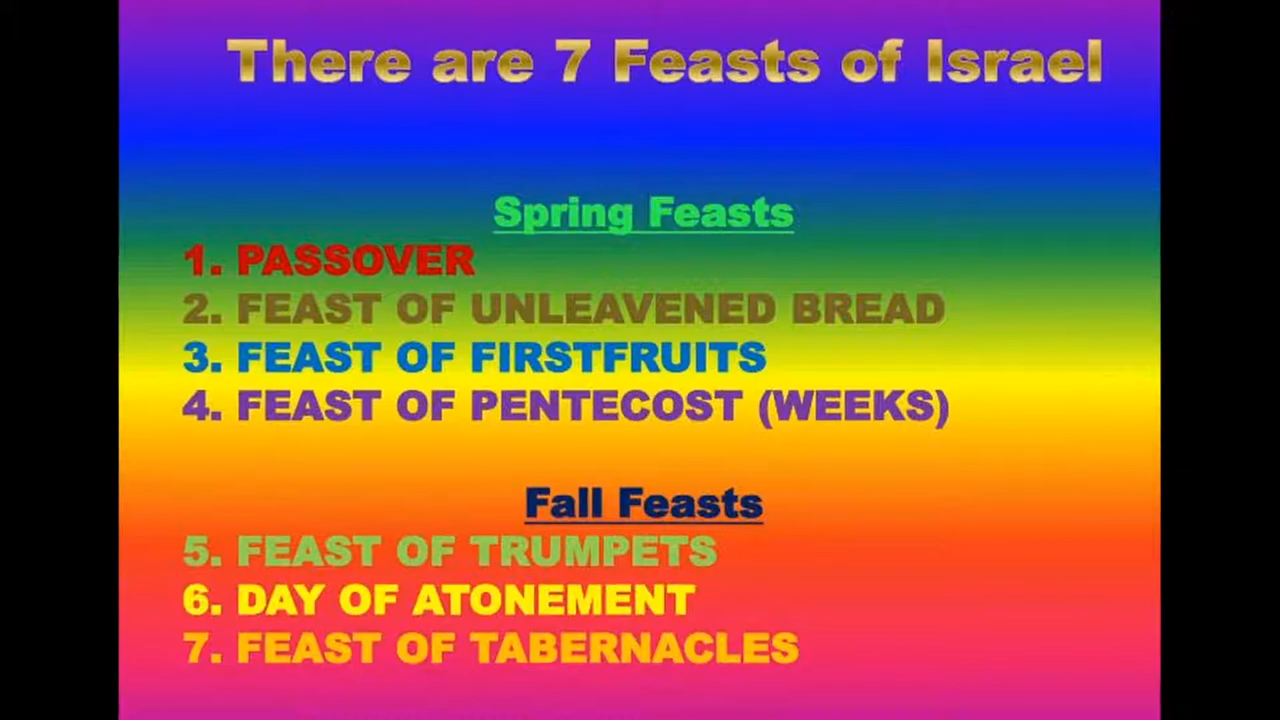 There are 7 Feasts of Israel
Spring Feasts
1. PASSOVER
2. FEAST OF UNLEAVENED BREAD
3. FEAST OF FIRSTFRUITS
4. FEAST OF PENTECOST (WEEKS)
Fall Feasts
5. FEAST OF TRUMPETS
6. DAY OF ATONEMENT
7. FEAST OF TABERNACLES